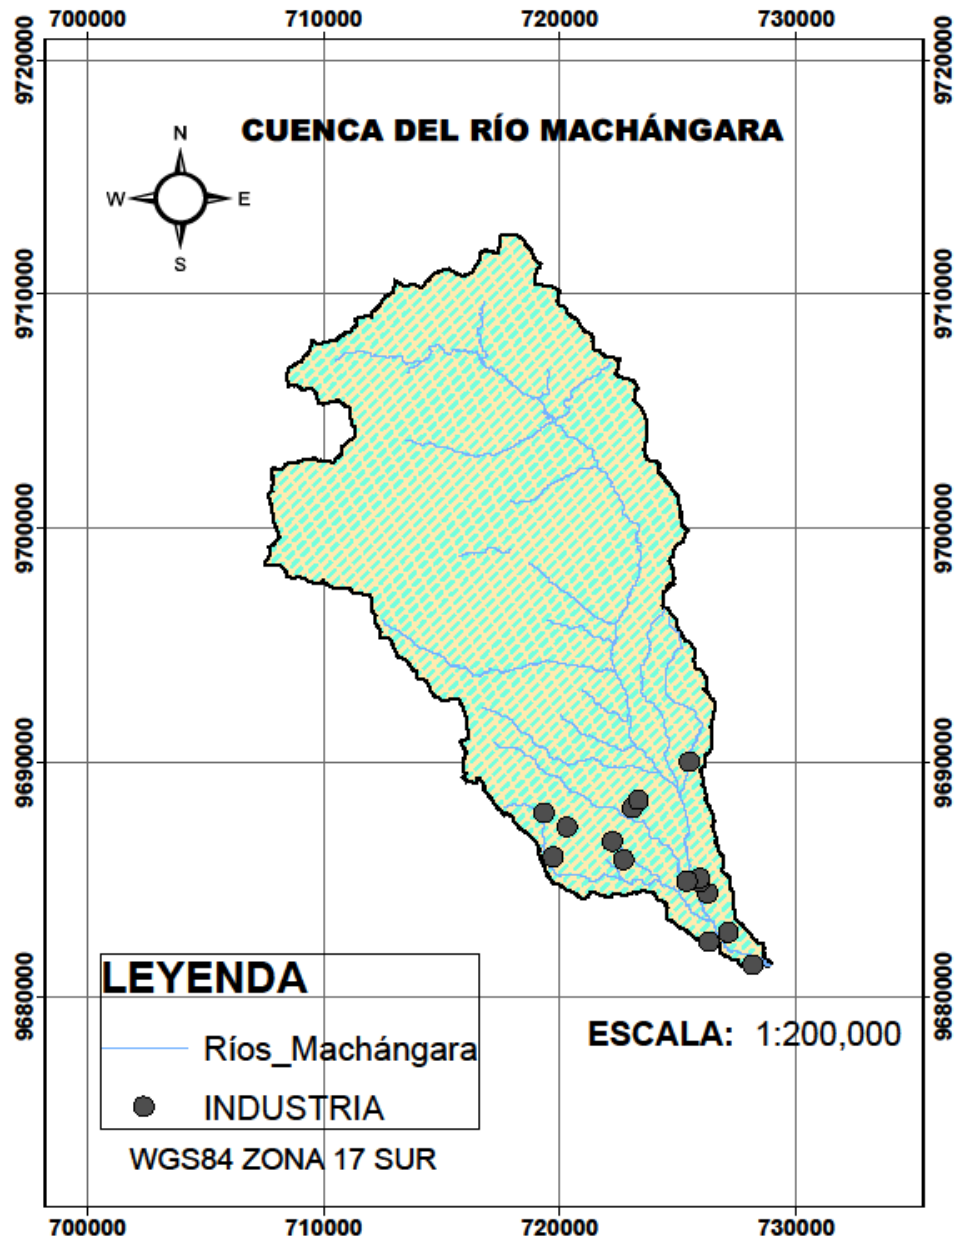 700000 710000 720000 730000
9720000 9720000
CUENCA DEL RÍO MACHÁNGARA
N
W E
S
9710000 9710000
9700000 9700000
9690000 9690000
9680000 9680000
LEYENDA
Ríos_Machángara
INDUSTRIA
ESCALA: 1:200,000
WGS84 ZONA 17 SUR
700000 710000 720000 730000